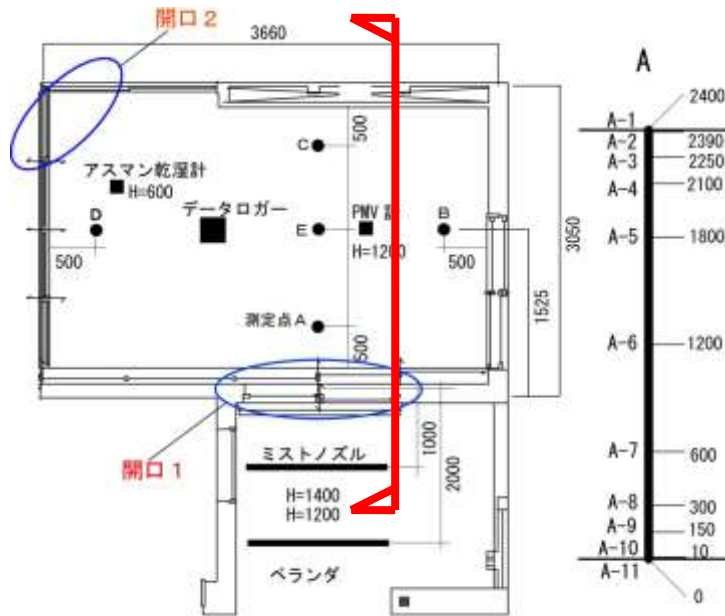 開口2
3660
A
2400
A-1
A-2
2390
A-3
2250
A-4
2100
A-5
1800
A-6
1200
A-7
600
A-8
300
A-9
150
A-10
10
A-11
0
500
C
アスマン乾湿計
H=600
データロガー
PMV
D
E
B
H=1200
500
500
3050
1525
測定点A
500
開口1
ミストノズル
1000
2000
H=1400
H=1200
ベランダ